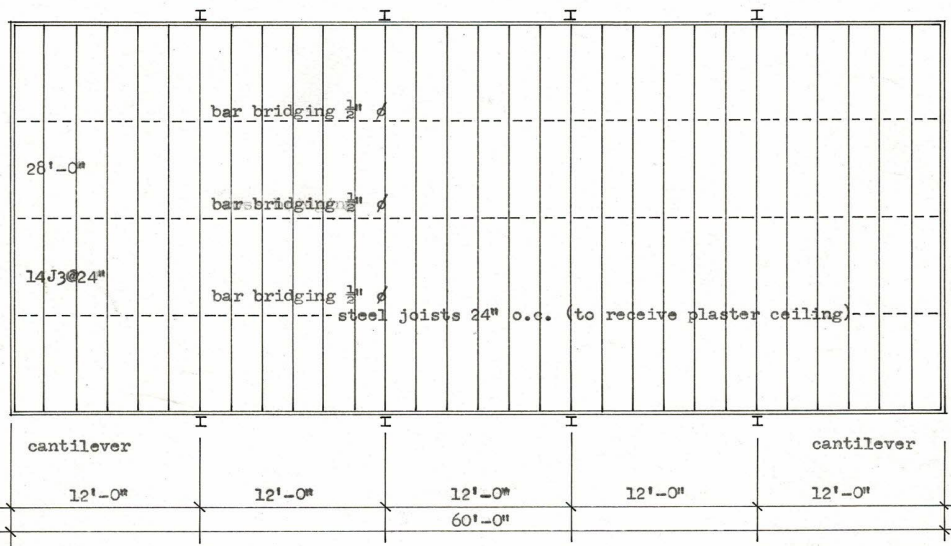 bar bridging ½" ø
28'-0"
bar bridging ½" ø
14J3@24"
bar bridging ½" ø
steel joists 24" o.c. (to receive plaster ceiling)
cantilever
cantilever
12'-0"
12'-0"
12'-0"
12'-0"
12'-0"
60'-0"